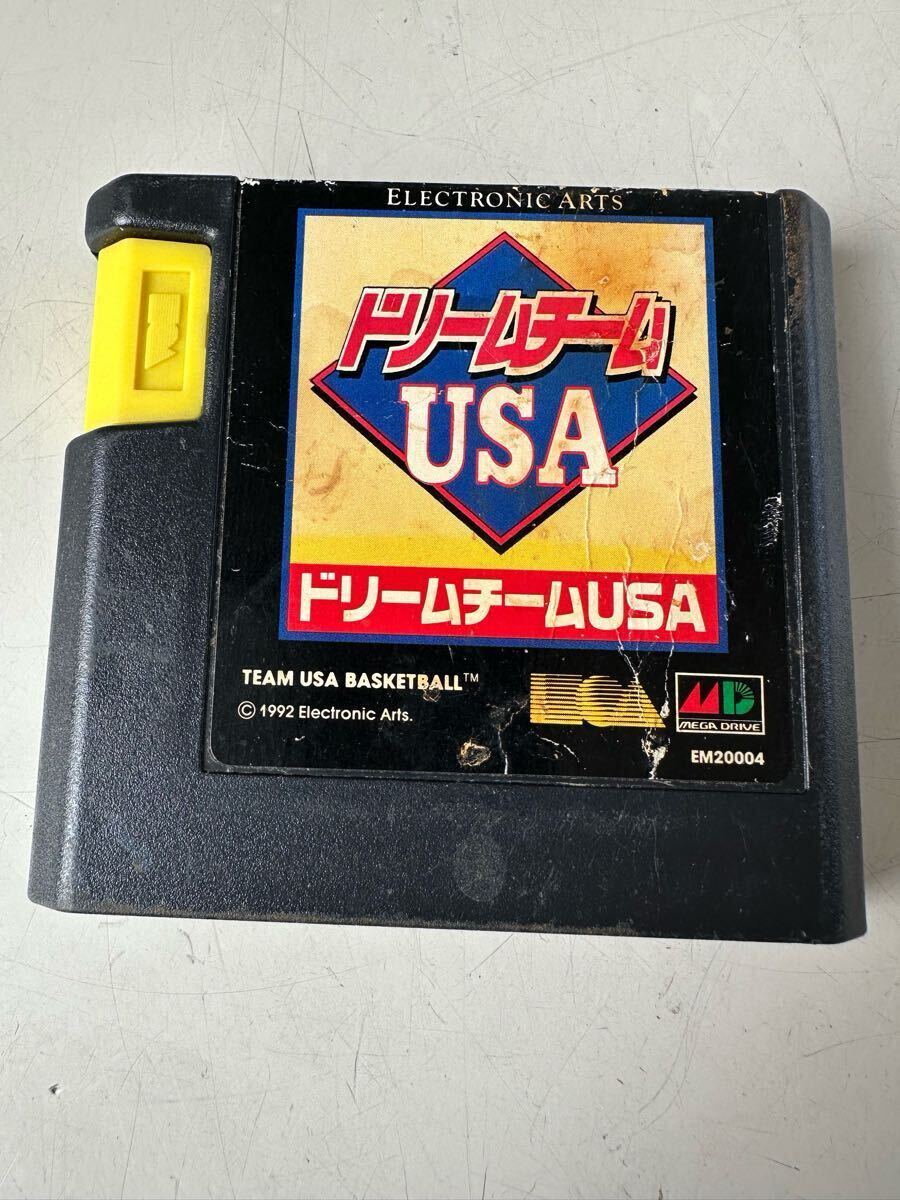 ELECTRONIC ARTS
ドリームチーム
USA
ドリームチームUSA
TEAM USA BASKETBALL™
© 1992 Electronic Arts.
EOA
MD
MEGA DRIVE
EM20004